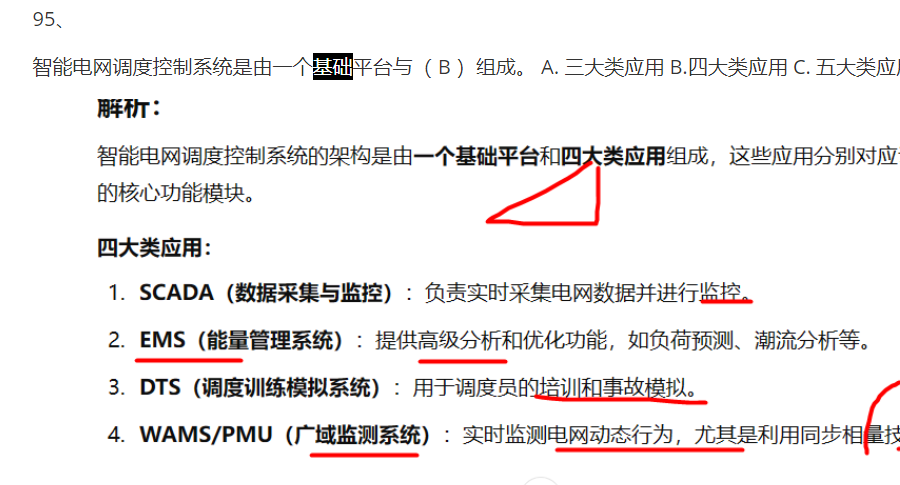 95、
智能电网调度控制系统是由一个基础平台与（ B ）组成。 A. 三大类应用 B.四大类应用 C. 五大类应
解析：
智能电网调度控制系统的架构是由一个基础平台和四大类应用组成，这些应用分别对应
的核心功能模块。
四大类应用：
1. SCADA（数据采集与监控）：负责实时采集电网数据并进行监控。
2. EMS（能量管理系统）：提供高级分析和优化功能，如负荷预测、潮流分析等。
3. DTS（调度训练模拟系统）：用于调度员的培训和事故模拟。
4. WAMS/PMU（广域监测系统）：实时监测电网动态行为，尤其是利用同步相量技